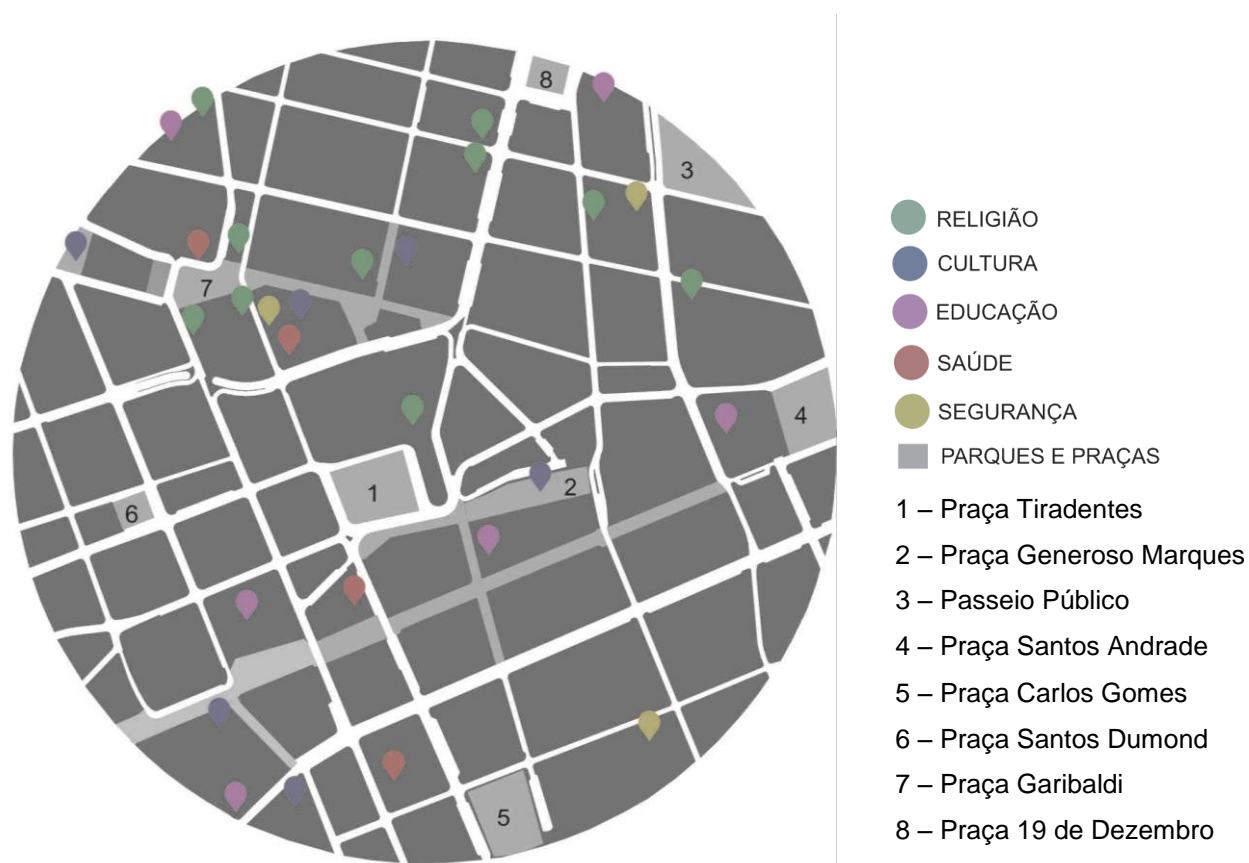 8
3
7
4
1
2
6
5
RELIGIÃO
CULTURA
EDUCAÇÃO
SAÚDE
SEGURANÇA
PARQUES E PRAÇAS
1 – Praça Tiradentes
2 – Praça Generoso Marques
3 – Passeio Público
4 – Praça Santos Andrade
5 – Praça Carlos Gomes
6 – Praça Santos Dumond
7 – Praça Garibaldi
8 – Praça 19 de Dezembro